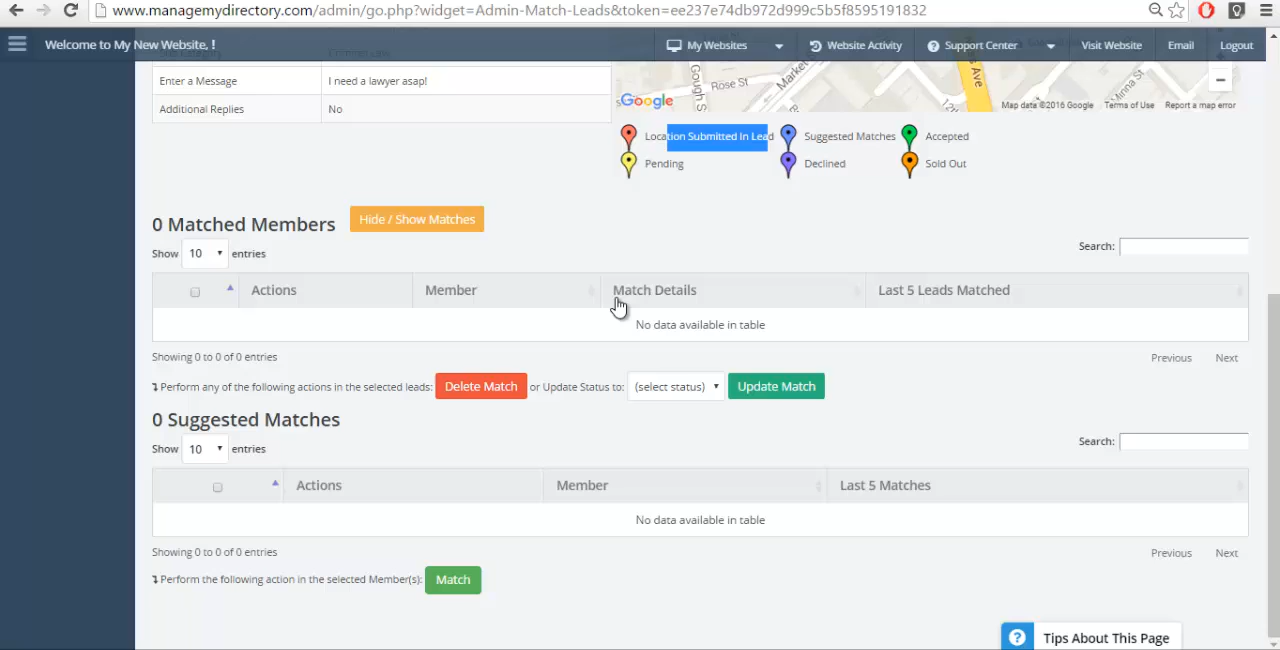 www.managemydirectory.com/admin/go.php?widget=Admin-Match-Leads&token=ee237e74db972d999c5b5f8595191832
Welcome to My New Website, ! My Websites Website Activity Support Center Visit Website Email Logout
Enter a Message I need a lawyer asap!
Additional Replies No
Gough S
Rose St
Market
ss Ave
Minna St
12
Google
Map data ©2016 Google Terms of Use Report a map error
Location Submitted In Lead Suggested Matches Accepted
Pending Declined Sold Out
0 Matched Members Hide / Show Matches
Show 10 entries Search:
Actions Member Match Details Last 5 Leads Matched
No data available in table
Showing 0 to 0 of 0 entries Previous Next
Perform any of the following actions in the selected leads: Delete Match or Update Status to: (select status) Update Match
0 Suggested Matches
Show 10 entries Search:
Actions Member Last 5 Matches
No data available in table
Showing 0 to 0 of 0 entries Previous Next
Perform the following action in the selected Member(s): Match
? Tips About This Page